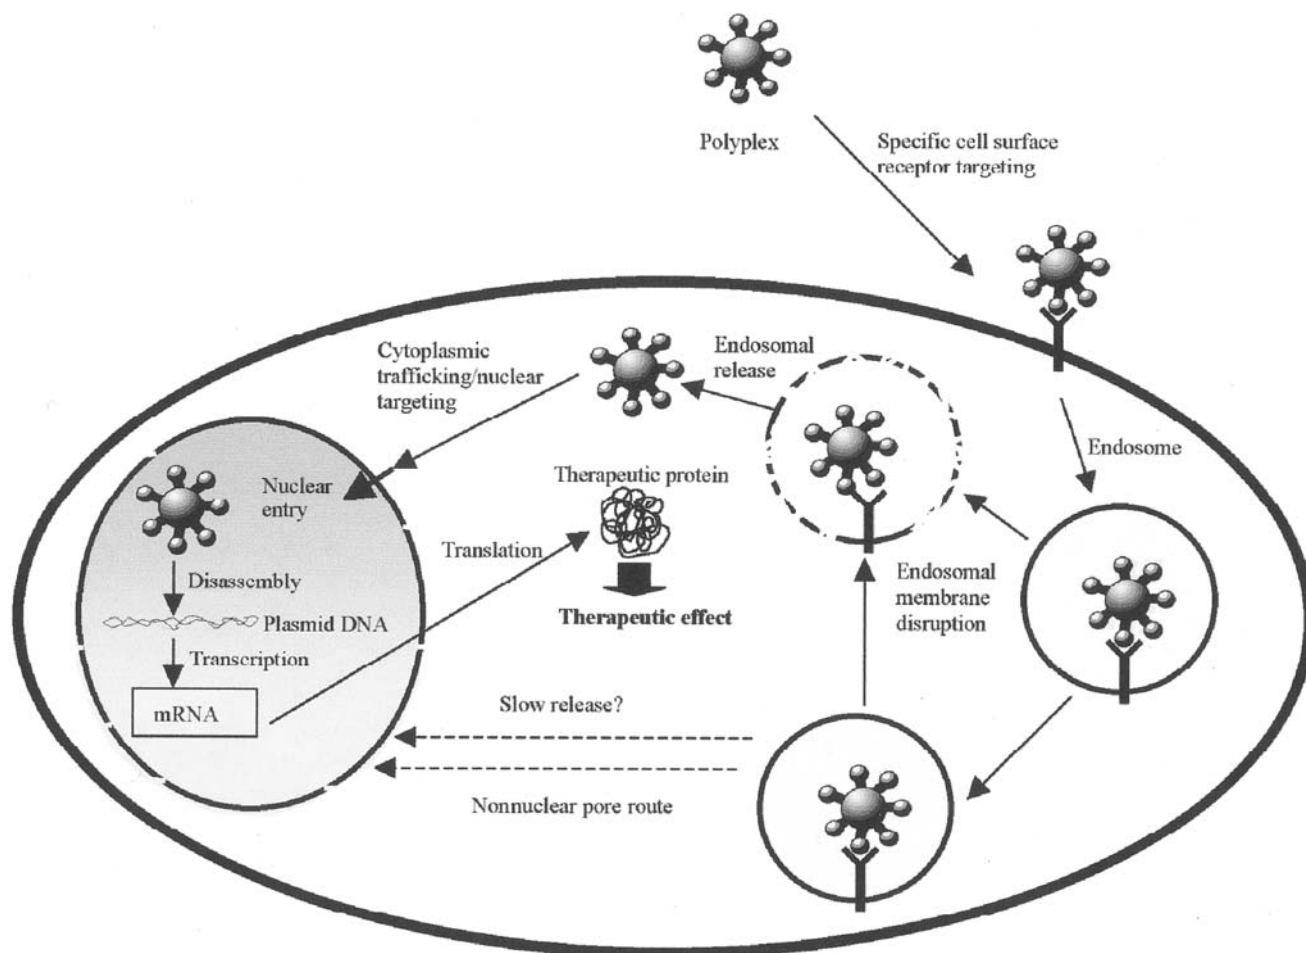 Polyplex
Specific cell surface
receptor targeting
Cytoplasmic
trafficking/nuclear
targeting
Endosomal
release
Endosome
Nuclear
entry
Therapeutic protein
Translation
Disassembly
Plasmid DNA
Therapeutic effect
Endosomal
membrane
disruption
Transcription
mRNA
Slow release?
Nonnuclear pore route